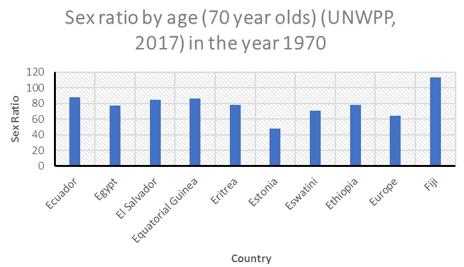 Sex ratio by age (70 year olds) (UNWPP,
2017) in the year 1970
120
100
80
60
40
20
0
Sex Ratio
Ecuador
Egypt
El Salvador
Equatorial Guinea
Eritrea
Estonia
Eswatini
Ethiopia
Europe
Fiji
Country